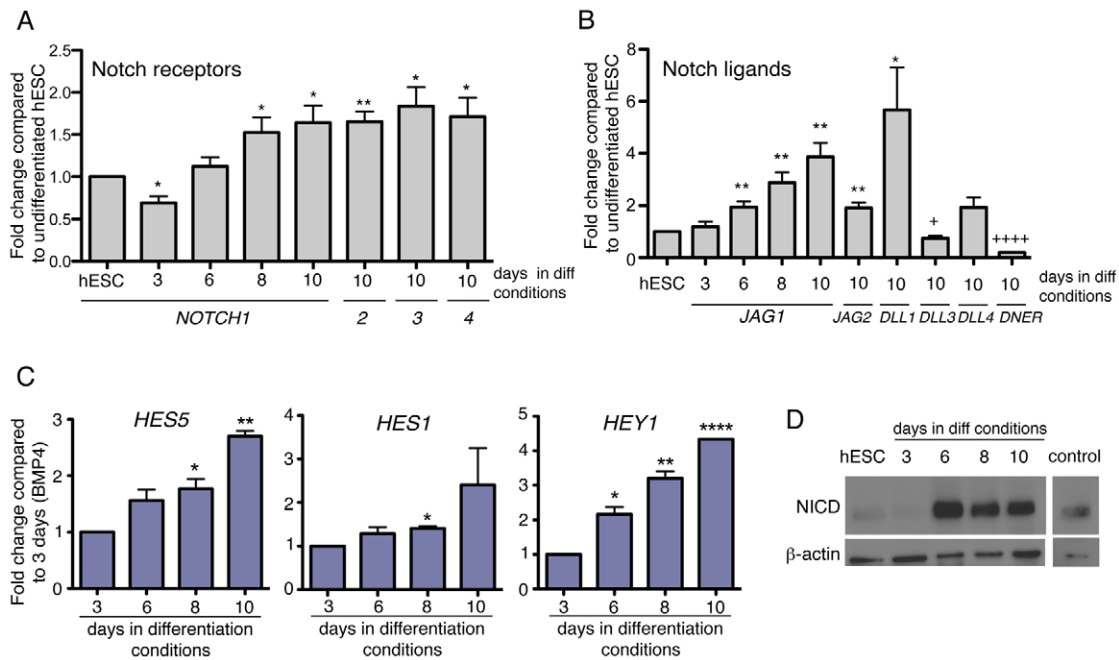 A
Fold change compared
to undifferentiated hESC
2.5
2.0
1.5
1.0
0.5
0.0
Notch receptors
* * * ** * *
hESC 3 6 8 10 10 10 10 days in diff
conditions
NOTCH1 2 3 4
B
Fold change compared
to undifferentiated hESC
8
6
4
2
0
Notch ligands
** ** ** ** * + ++++
hESC 3 6 8 10 10 10 10 10 10 days in diff
conditions
JAG1 JAG2 DLL1 DLL3 DLL4 DNER
C
Fold change compared
to 3 days (BMP4)
HES5
3
2
1
0
* **
3 6 8 10
days in differentiation
conditions
HES1
4
3
2
1
0
*
3 6 8 10
days in differentiation
conditions
HEY1
5
4
3
2
1
0
* ** ****
3 6 8 10
days in differentiation
conditions
D
days in diff conditions
hESC 3 6 8 10 control
NICD
β-actin